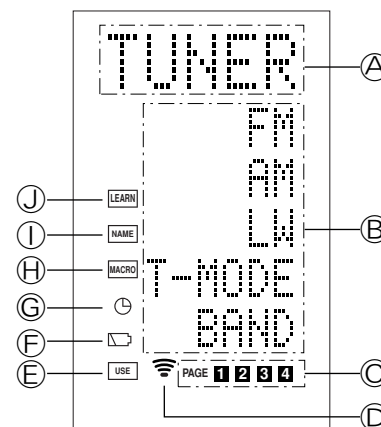 TUNER
A
FM
AM
LW
B
T-MODE
BAND
J LEARN
I NAME
H MACRO
G
F
E USE
PAGE 1 2 3 4
C
D